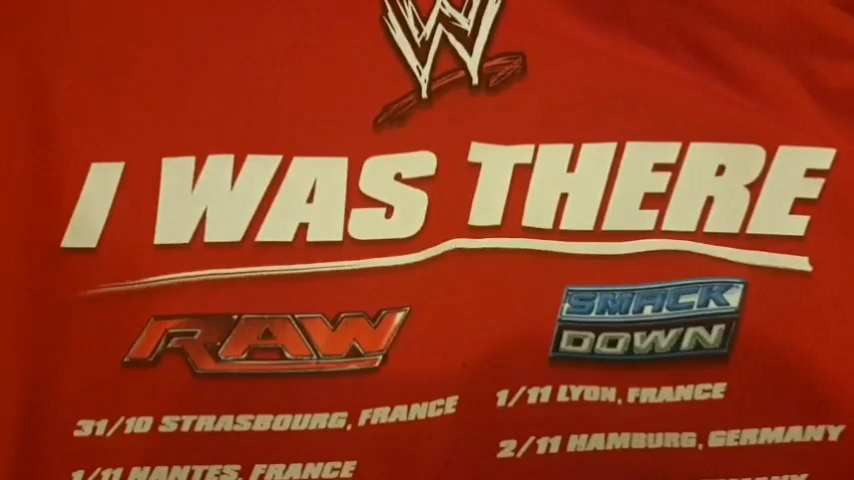 W
I WAS THERE
RAW
SMACK
DOWN
31/10 STRASBOURG, FRANCE
1/11 NANTES, FRANCE
1/11 LYON, FRANCE
2/11 HAMBURG, GERMANY